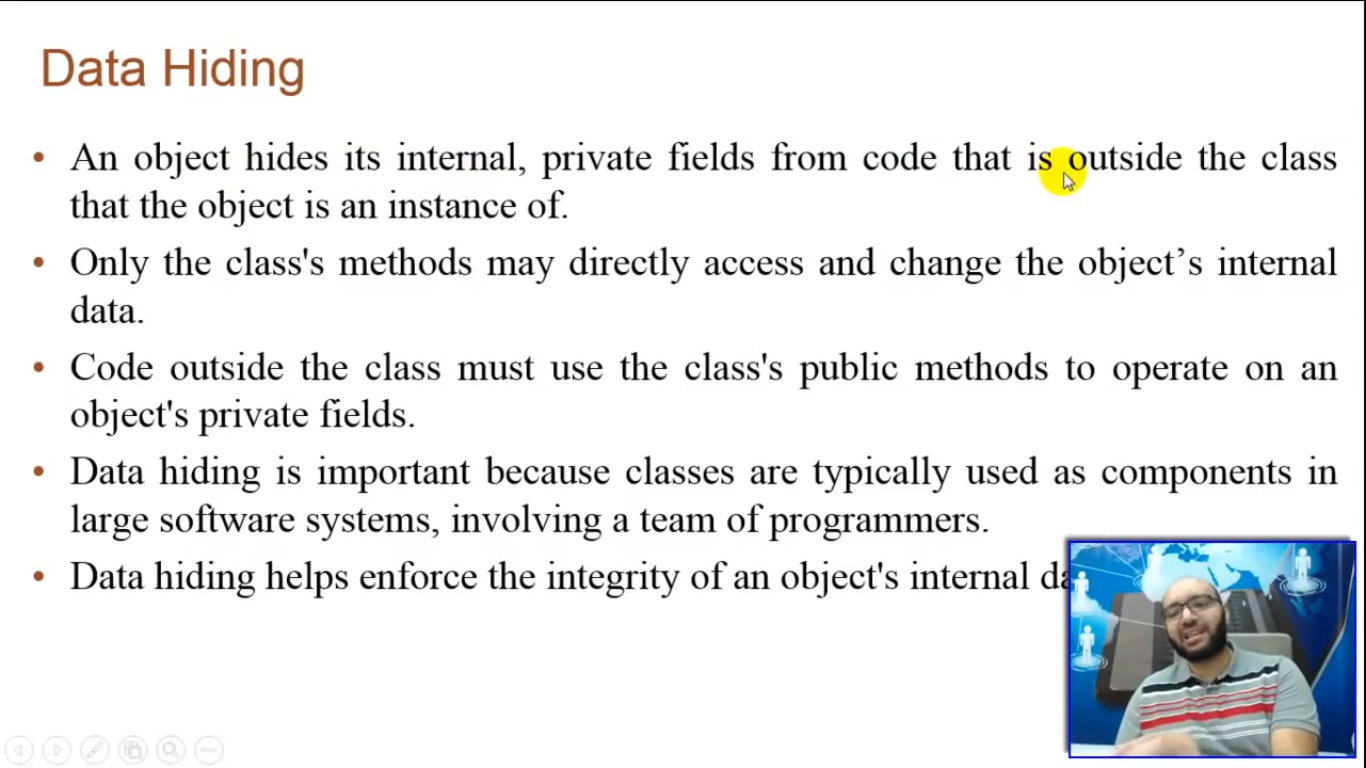 Data Hiding
• An object hides its internal, private fields from code that is outside the class
that the object is an instance of.
• Only the class's methods may directly access and change the object’s internal
data.
• Code outside the class must use the class's public methods to operate on an
object's private fields.
• Data hiding is important because classes are typically used as components in
large software systems, involving a team of programmers.
• Data hiding helps enforce the integrity of an object's internal